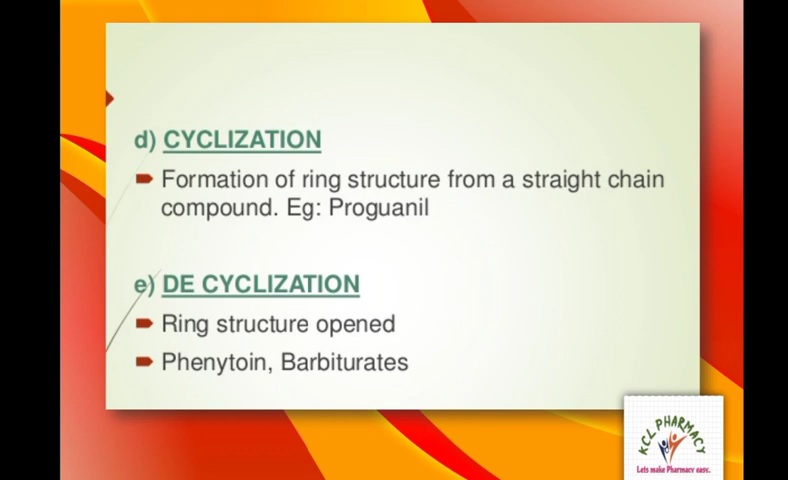 d) CYCLIZATION
Formation of ring structure from a straight chain
compound. Eg: Proguanil
e) DE CYCLIZATION
Ring structure opened
Phenytoin, Barbiturates
KCL PHARMACY
Lets make Pharmacy easy.